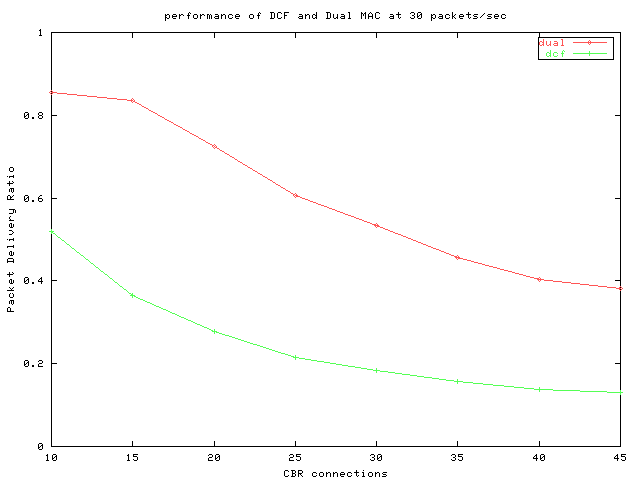 performance of DCF and Dual MAC at 30 packets/sec
1
dual
dcf
0.8
0.6
0.4
0.2
0
Packet Delivery Ratio
10 15 20 25 30 35 40 45
CBR connections